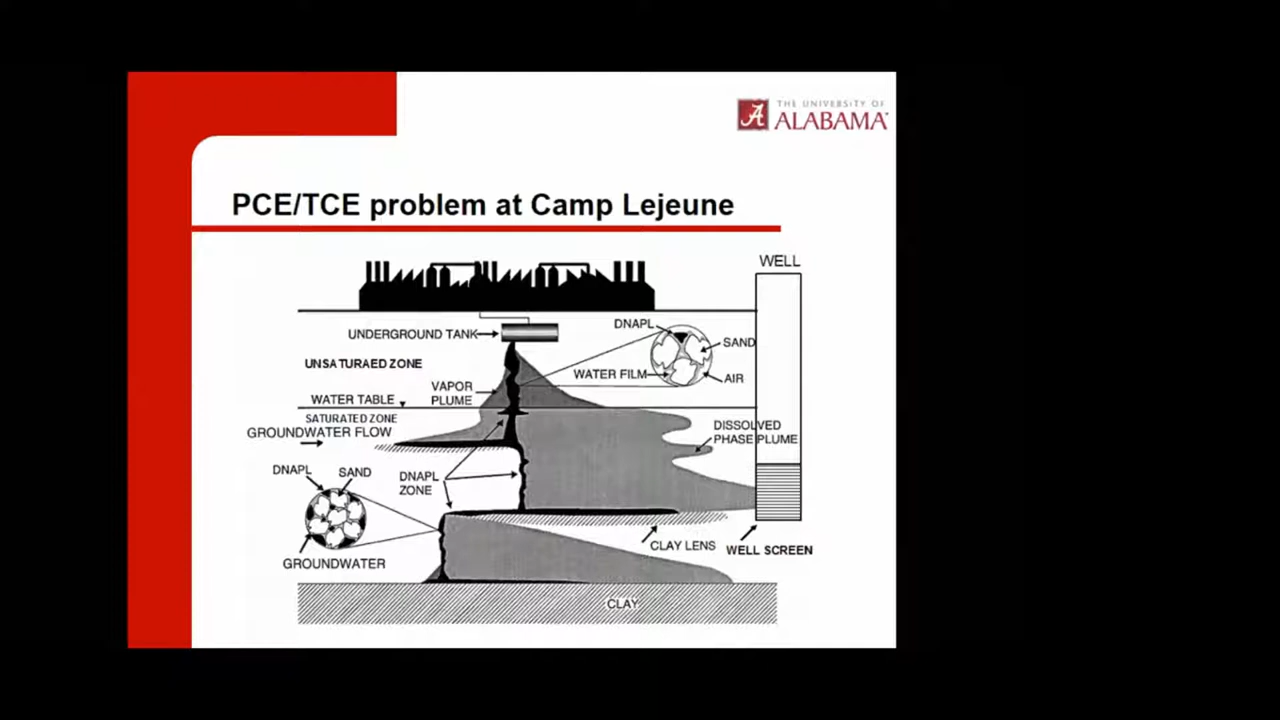 THE UNIVERSITY OF
ALABAMA
PCE/TCE problem at Camp Lejeune
WELL
UNDERGROUND TANK
DNAPL
SAND
UNSATURAED ZONE
WATER FILM
AIR
VAPOR
PLUME
WATER TABLE
SATURATED ZONE
GROUNDWATER FLOW
DISSOLVED
PHASE PLUME
DNAPL
SAND
DNAPL
ZONE
CLAY LENS
WELL SCREEN
GROUNDWATER
CLAY